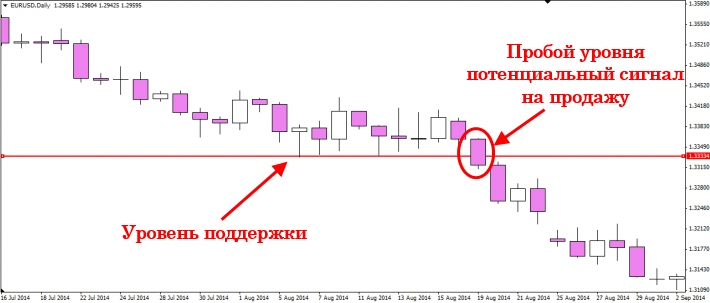 EURUSD,Daily 1.29585 1.29804 1.29425 1.29595
Пробой уровня
потенциальный сигнал
на продажу
Уровень поддержки
1.35890
1.35550
1.35210
1.34860
1.34520
1.34180
1.33830
1.33490
1.33334
1.33150
1.32800
1.32460
1.32120
1.31770
1.31430
1.31090
16 Jul 2014 18 Jul 2014 22 Jul 2014 24 Jul 2014 28 Jul 2014 30 Jul 2014 1 Aug 2014 5 Aug 2014 7 Aug 2014 11 Aug 2014 13 Aug 2014 15 Aug 2014 19 Aug 2014 21 Aug 2014 25 Aug 2014 27 Aug 2014 29 Aug 2014 2 Sep 2014